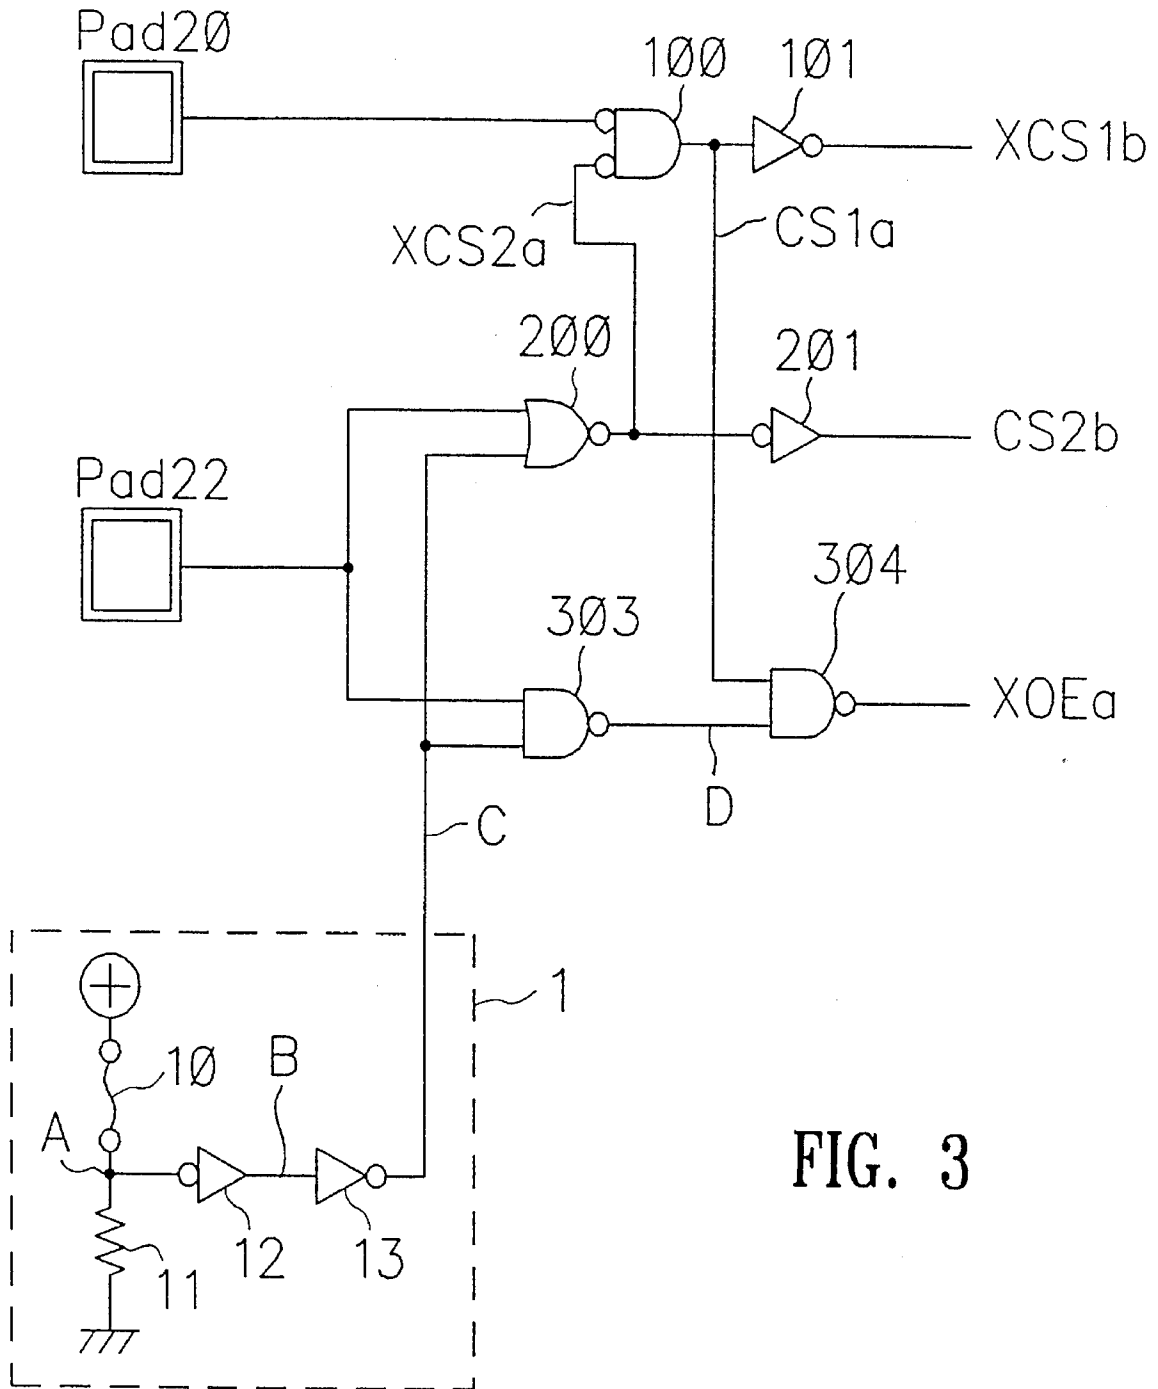 Pad20
100
101
XCS1b
XCS2a
CS1a
200
201
CS2b
Pad22
303
304
XOEa
D
C
1
10
B
A
12
13
11
FIG. 3